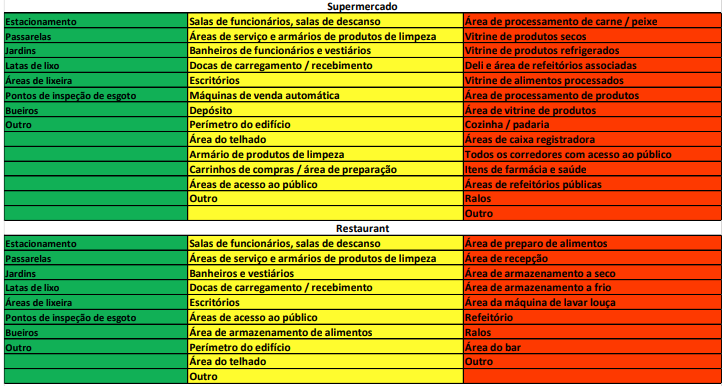 Supermercado
Estacionamento Salas de funcionários, salas de descanso Área de processamento de carne / peixe
Passarelas Áreas de serviço e armários de produtos de limpeza Vitrine de produtos secos
Jardins Banheiros de funcionários e vestiários Vitrine de produtos refrigerados
Latas de lixo Docas de carregamento / recebimento Deli e área de refeitórios associadas
Áreas de lixeira Escritórios Vitrine de alimentos processados
Pontos de inspeção de esgoto Máquinas de venda automática Área de processamento de produtos
Bueiros Depósito Área de vitrine de produtos
Outro Perímetro do edifício Cozinha / padaria
Área do telhado Áreas de caixa registradora
Armário de produtos de limpeza Todos os corredores com acesso ao público
Carrinhos de compras / área de preparação Itens de farmácia e saúde
Áreas de acesso ao público Áreas de refeitórios públicas
Outro Ralos
Outro
Restaurant
Estacionamento Salas de funcionários, salas de descanso Área de preparo de alimentos
Passarelas Áreas de serviço e armários de produtos de limpeza Área de recepção
Jardins Banheiros e vestiários Área de armazenamento a seco
Latas de lixo Docas de carregamento / recebimento Área de armazenamento a frio
Áreas de lixeira Escritórios Área da máquina de lavar louça
Pontos de inspeção de esgoto Áreas de acesso ao público Refeitório
Bueiros Área de armazenamento de alimentos Ralos
Outro Perímetro do edifício Área do bar
Área do telhado Outro
Outro